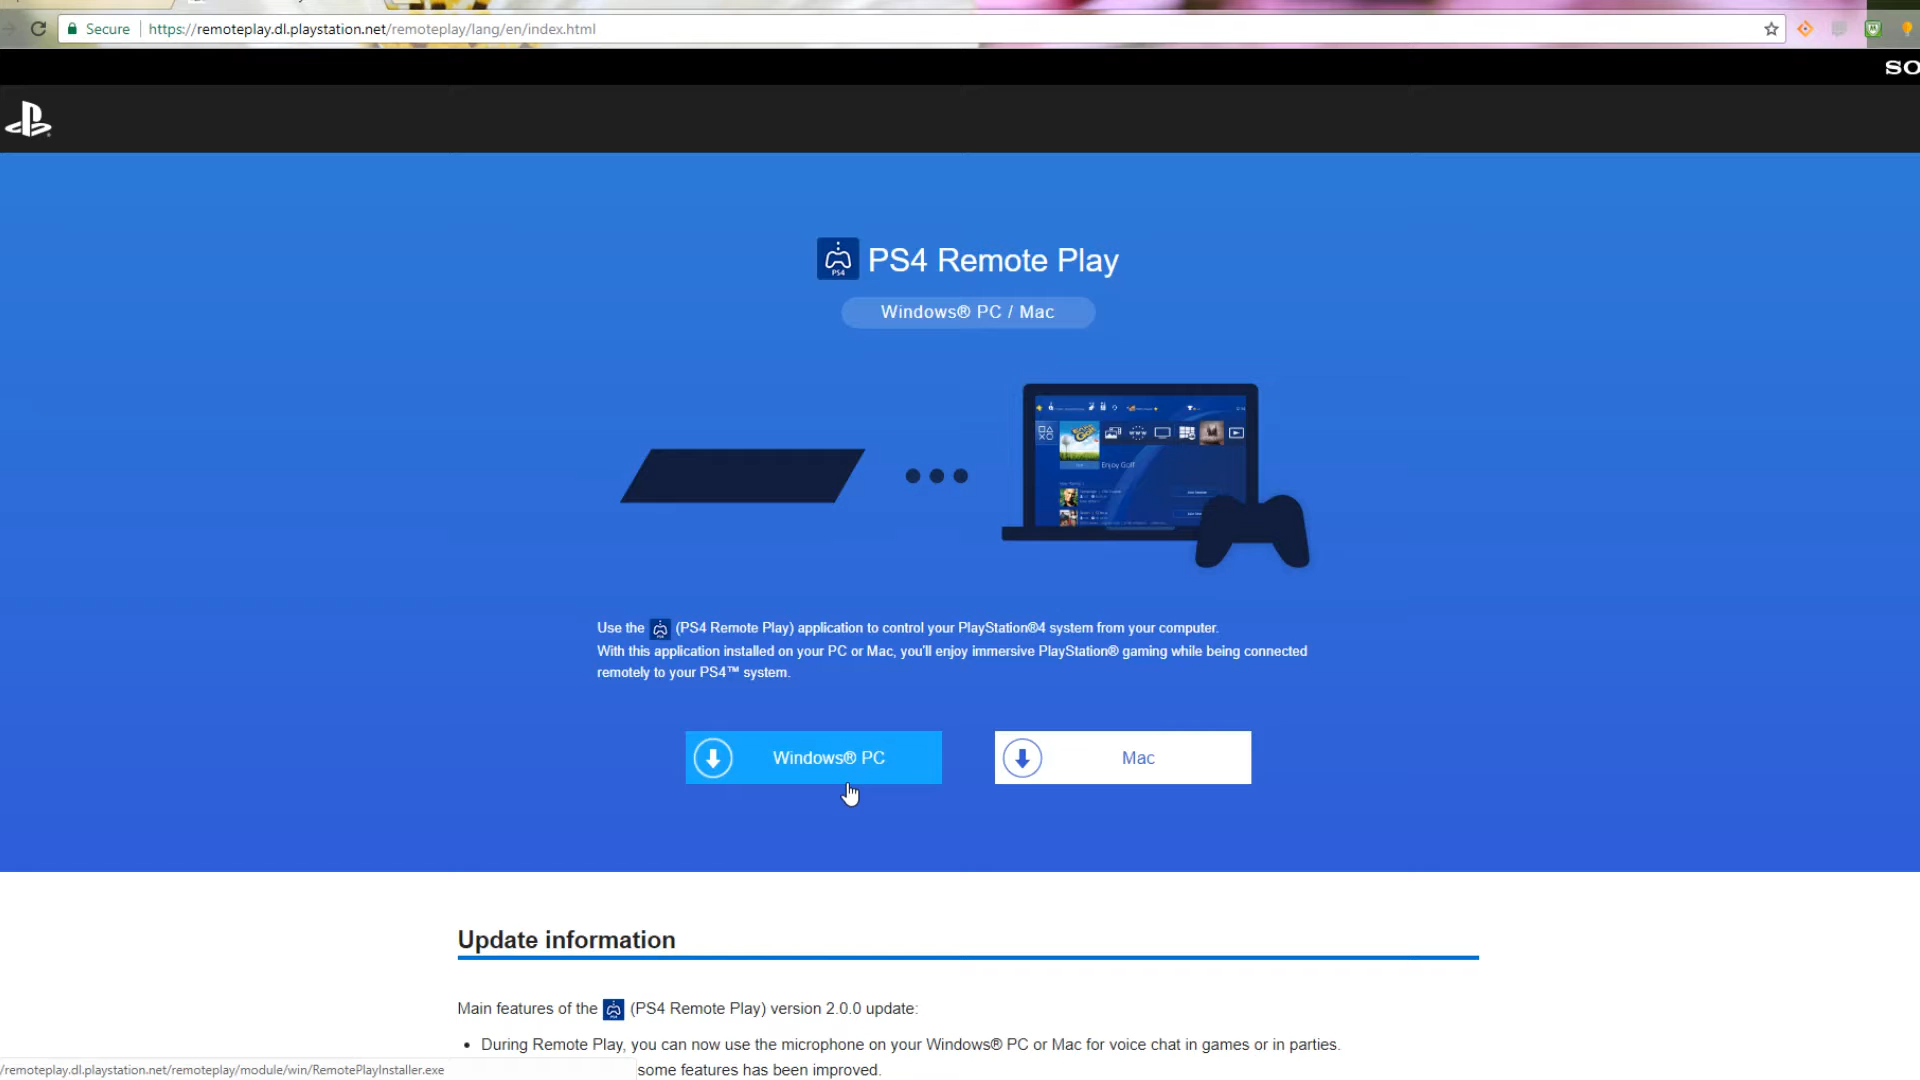 Secure
https://remoteplay.dl.playstation.net/remoteplay/lang/en/index.html
SO
PS4 Remote Play
PS4
Windows® PC / Mac
Enjoy Golf
Use the (PS4 Remote Play) application to control your PlayStation®4 system from your computer.
With this application installed on your PC or Mac, you'll enjoy immersive PlayStation® gaming while being connected
remotely to your PS4™ system.
Windows® PC
Mac
Update information
Main features of the (PS4 Remote Play) version 2.0.0 update:
• During Remote Play, you can now use the microphone on your Windows® PC or Mac for voice chat in games or in parties.
some features has been improved.
/remoteplay.dl.playstation.net/remoteplay/module/win/RemotePlayInstaller.exe